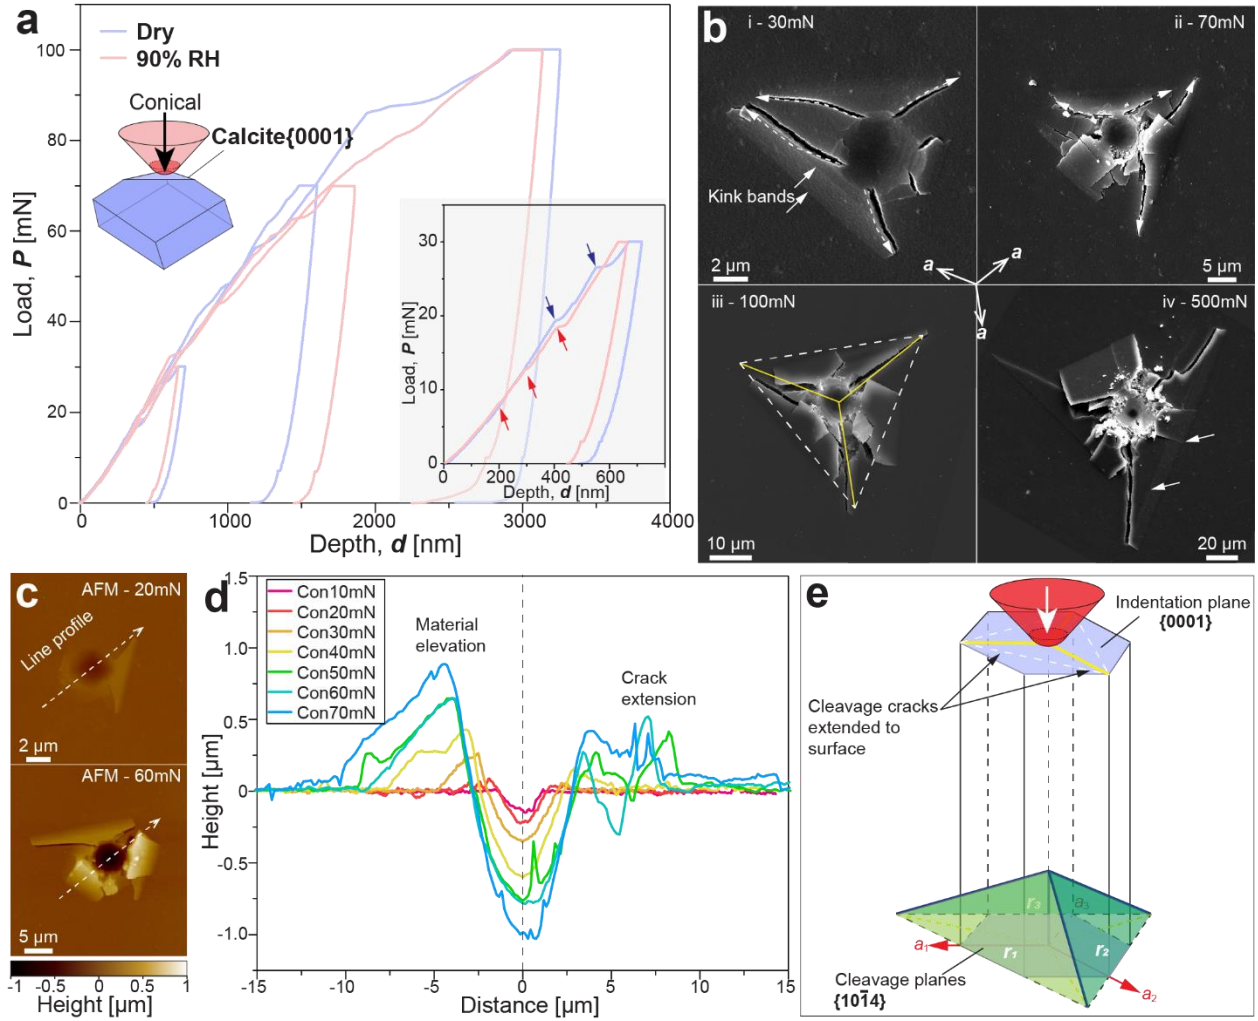 a
Dry
90% RH
Conical
Calcite{0001}
Load, P [mN]
100
80
60
40
20
0
0
1000
2000
3000
4000
Depth, d [nm]
Load, P [mN]
30
20
10
0
0
200
400
600
Depth, d [nm]
b
i - 30mN
Kink bands
2 µm
ii - 70mN
5 µm
a
a
a
iii - 100mN
10 µm
iv - 500mN
20 µm
c
AFM - 20mN
Line profile
2 µm
AFM - 60mN
5 µm
-1
-0.5
0
0.5
1
Height [µm]
d
Con10mN
Con20mN
Con30mN
Con40mN
Con50mN
Con60mN
Con70mN
Material
elevation
Crack
extension
Height [µm]
1.5
1.0
0.5
0
-0.5
-1.0
-15
-10
-5
0
5
10
15
Distance [µm]
e
Indentation plane
{0001}
Cleavage cracks
extended to
surface
r₃
a₃
a₁
r₁
r₂
a₂
Cleavage planes
{101̄4}